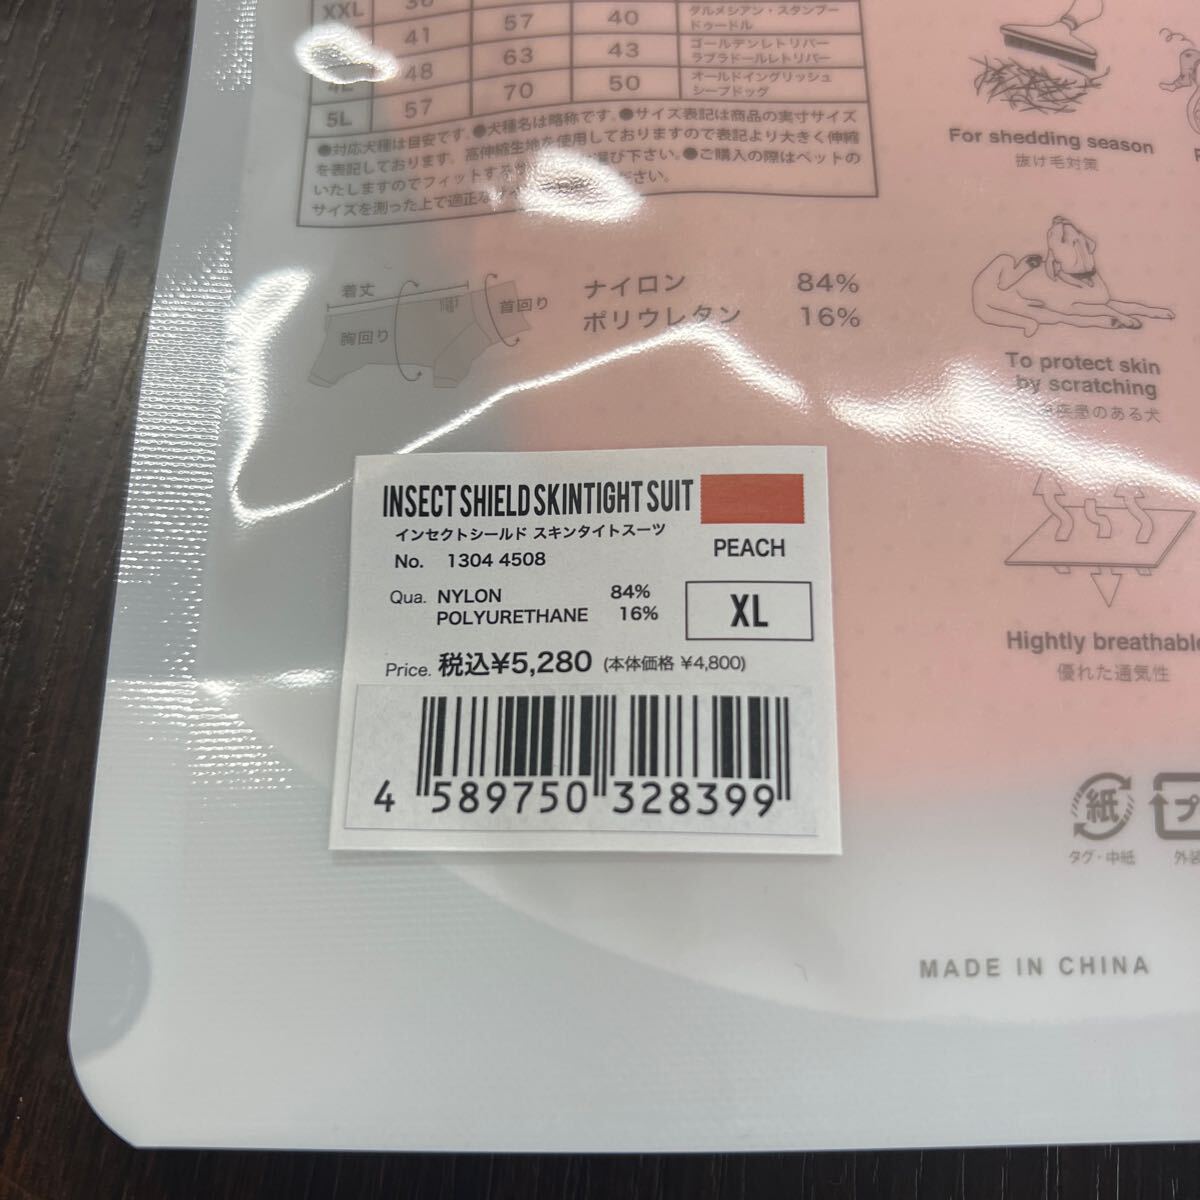 XXL
57
40
ダルメシアン・スタンプー
ドゥードル
41
63
43
ゴールデンレトリバー
ラブラドールレトリバー
48
70
50
オールドイングリッシュ
シープドッグ
5L
57
●対応犬種は目安です。●犬種名は略称です。●サイズ表記は商品の実寸サイズ
を表記しております。高伸縮生地を使用しておりますので表記より大きく伸縮
いたしますのでフィットする
選び下さい。●ご購入の際はペットの
サイズを測った上で適正な
さい。
着丈
首回り
胸回り
ナイロン 84%
ポリウレタン 16%
For shedding season
抜け毛対策
To protect skin
by scratching
疾患のある犬
Hightly breathable
優れた通気性
INSECT SHIELD SKINTIGHT SUIT
インセクトシールド スキンタイトスーツ
No. 1304 4508
PEACH
Qua. NYLON 84%
POLYURETHANE 16%
XL
Price. 税込¥5,280 (本体価格 ¥4,800)
4 589750 328399
紙
プ
タグ・中紙
外装
MADE IN CHINA